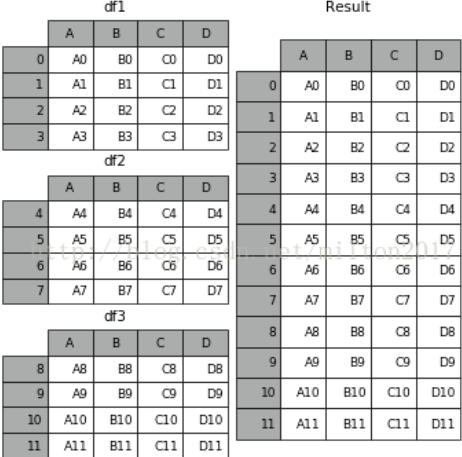 df1
A B C D
0 A0 B0 C0 D0
1 A1 B1 C1 D1
2 A2 B2 C2 D2
3 A3 B3 C3 D3
df2
A B C D
4 A4 B4 C4 D4
5 A5 B5 C5 D5
6 A6 B6 C6 D6
7 A7 B7 C7 D7
df3
A B C D
8 A8 B8 C8 D8
9 A9 B9 C9 D9
10 A10 B10 C10 D10
11 A11 B11 C11 D11
Result
A B C D
0 A0 B0 C0 D0
1 A1 B1 C1 D1
2 A2 B2 C2 D2
3 A3 B3 C3 D3
4 A4 B4 C4 D4
5 A5 B5 C5 D5
6 A6 B6 C6 D6
7 A7 B7 C7 D7
8 A8 B8 C8 D8
9 A9 B9 C9 D9
10 A10 B10 C10 D10
11 A11 B11 C11 D11
http://blog.csdn.net/milton2017